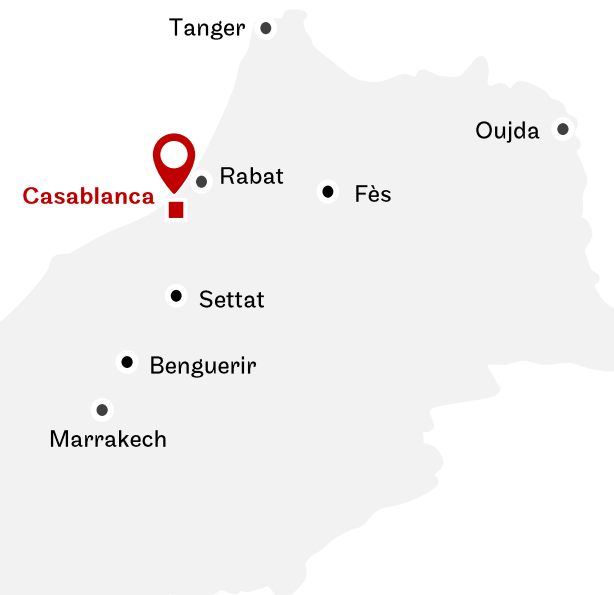 Tanger
Oujda
Rabat
Casablanca
Fès
Settat
Benguerir
Marrakech